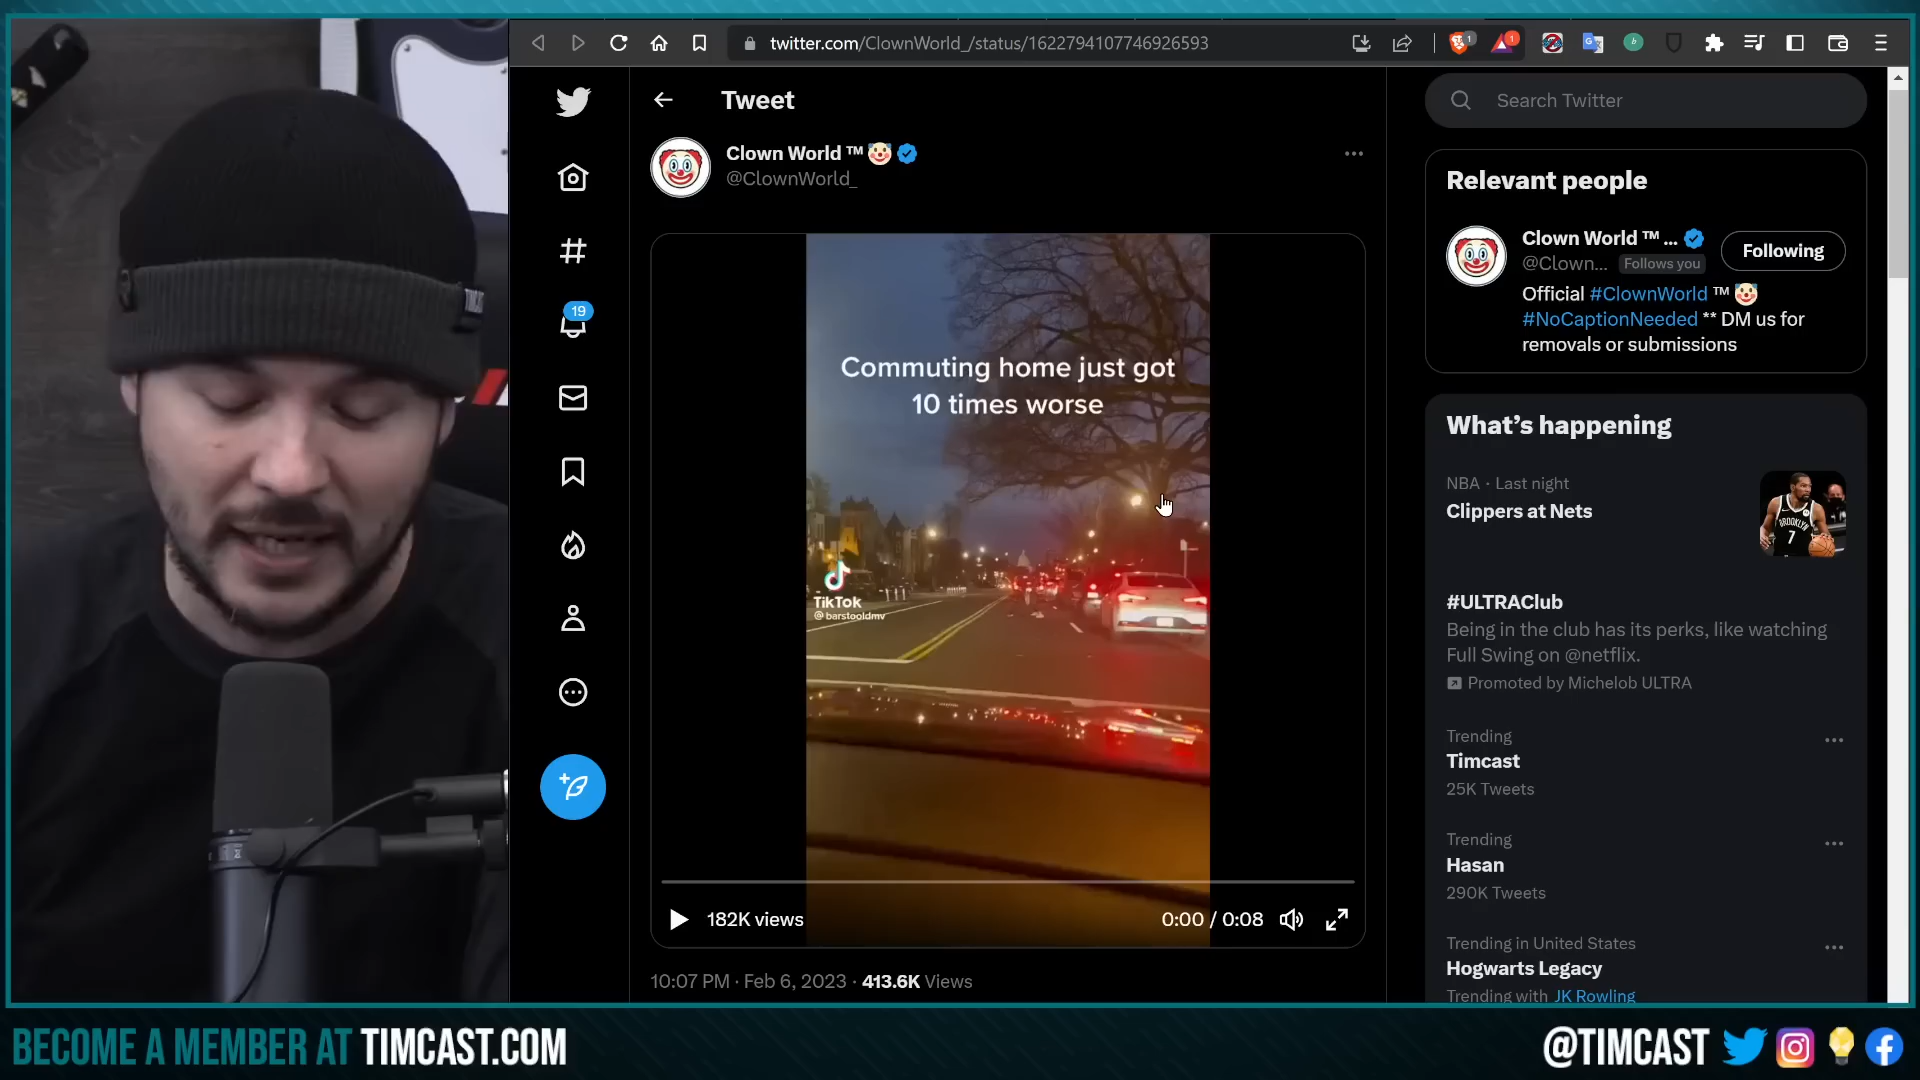 twitter.com/ClownWorld_/status/1622794107746926593
1
1
Tweet
Search Twitter
Clown World ™
@ClownWorld_
19
Commuting home just got
10 times worse
TikTok
@barstooldmv
182K views
0:00 / 0:08
10:07 PM · Feb 6, 2023 · 413.6K Views
Relevant people
Clown World ™ ...
@Clown... Follows you
Following
Official #ClownWorld ™
#NoCaptionNeeded ** DM us for
removals or submissions
What's happening
NBA · Last night
Clippers at Nets
BROOKLYN
7
#ULTRAClub
Being in the club has its perks, like watching
Full Swing on @netflix.
Promoted by Michelob ULTRA
Trending
Timcast
25K Tweets
Trending
Hasan
290K Tweets
Trending in United States
Hogwarts Legacy
Trending with JK Rowling
BECOME A MEMBER AT TIMCAST.COM
@TIMCAST